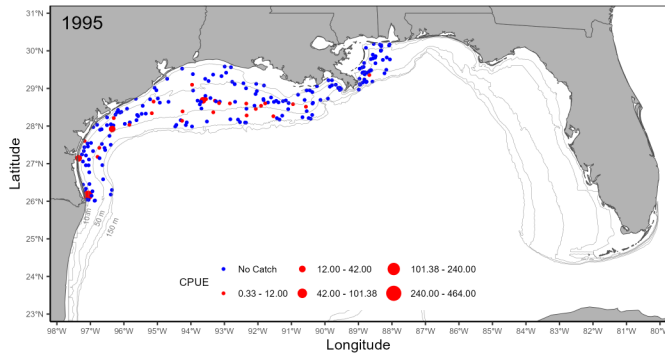 1995
31°N
30°N
29°N
28°N
27°N
26°N
25°N
24°N
23°N
Latitude
10 m
50 m
150 m
CPUE
No Catch
12.00 - 42.00
101.38 - 240.00
0.33 - 12.00
42.00 - 101.38
240.00 - 464.00
98°W 97°W 96°W 95°W 94°W 93°W 92°W 91°W 90°W 89°W 88°W 87°W 86°W 85°W 84°W 83°W 82°W 81°W 80°W
Longitude